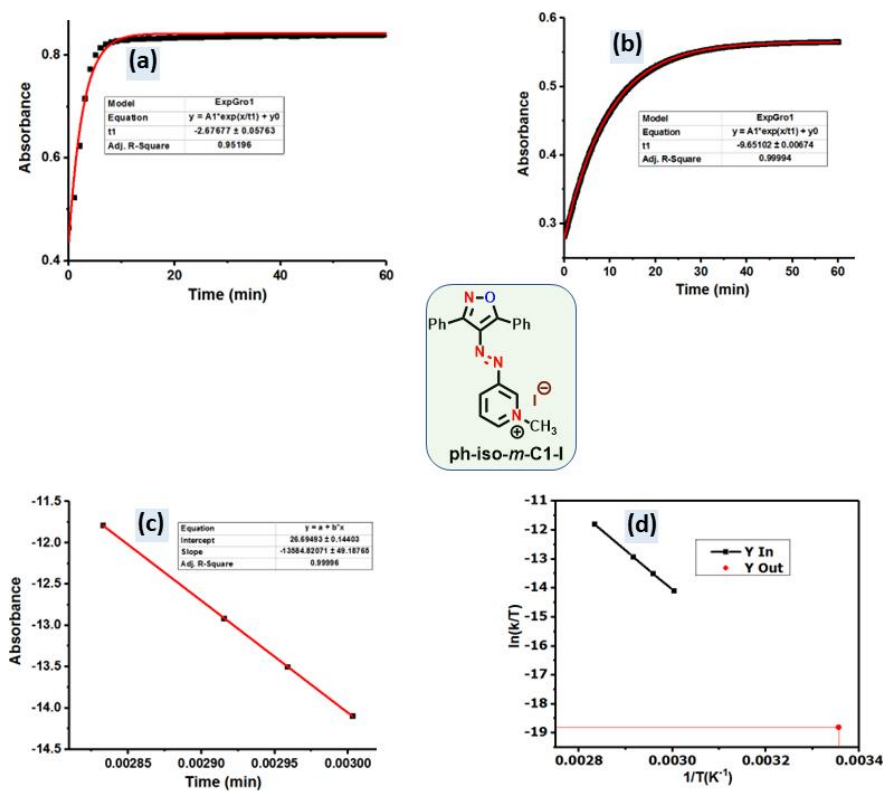 (a)
Absorbance
0.8
0.6
0.4
0
20
40
60
Time (min)
Model ExpGro1
Equation y = A1*exp(x/t1) + y0
t1 -2.67677 ± 0.05763
Adj. R-Square 0.95196
(b)
Absorbance
0.6
0.5
0.4
0.3
0
10
20
30
40
50
60
Time (min)
Model ExpGro1
Equation y = A1*exp(x/t1) + y0
t1 -9.65102 ± 0.00674
Adj. R-Square 0.99994
N O
Ph Ph
N
N
N
I ⊖
⊕ CH3
ph-iso-m-C1-I
(c)
Absorbance
-11.5
-12.0
-12.5
-13.0
-13.5
-14.0
-14.5
0.00285
0.00290
0.00295
0.00300
Time (min)
Equation y = a + b*x
Intercept 26.69493 ± 0.14403
Slope -13584.82071 ± 49.18765
Adj. R-Square 0.99996
(d)
ln(k/T)
-11
-12
-13
-14
-15
-16
-17
-18
-19
0.0028
0.0030
0.0032
0.0034
1/T(K⁻¹)
Y In
Y Out